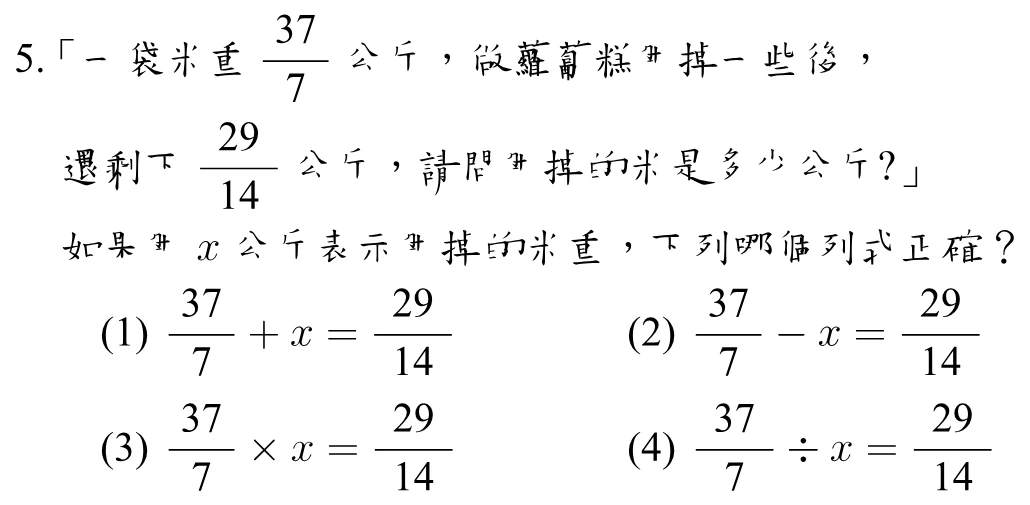 5.「一袋米重 37/7 公斤，做蘿蔔糕用掉一些後，
還剩下 29/14 公斤，請問用掉的米是多少公斤?」
如果用 x 公斤表示用掉的米重，下列哪個列式正確?
(1) 37/7 + x = 29/14 (2) 37/7 − x = 29/14
(3) 37/7 × x = 29/14 (4) 37/7 ÷ x = 29/14